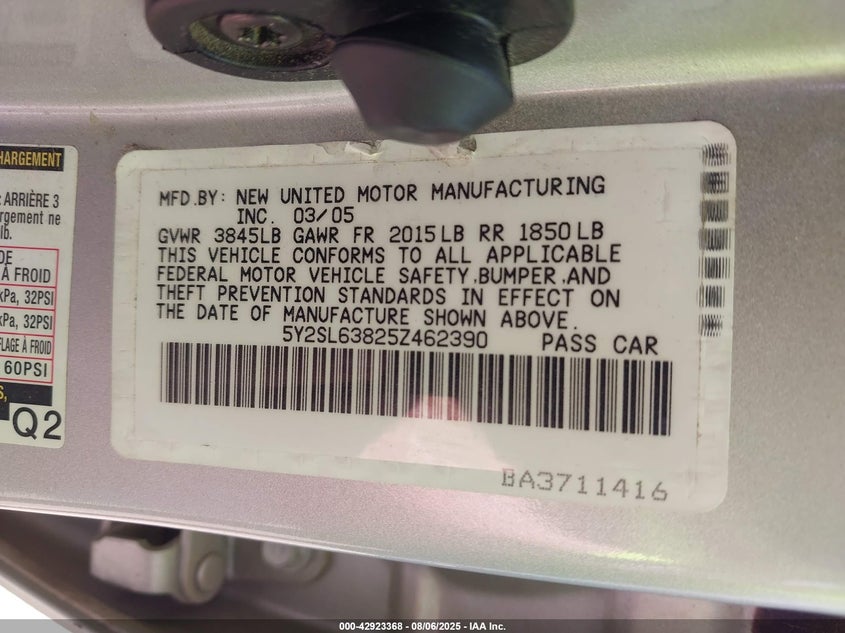 HARGEMENT
: ARRIÈRE 3
argement ne
lb.
DE
À FROID
kPa, 32PSI
kPa, 32PSI
FLAGE À FROID
60PSI
S,
-Q2
MFD.BY: NEW UNITED MOTOR MANUFACTURING
INC. 03/05
GVWR 3845LB GAWR FR 2015LB RR 1850LB
THIS VEHICLE CONFORMS TO ALL APPLICABLE
FEDERAL MOTOR VEHICLE SAFETY,BUMPER,AND
THEFT PREVENTION STANDARDS IN EFFECT ON
THE DATE OF MANUFACTURE SHOWN ABOVE.
5Y2SL63825Z462390 PASS CAR
BA3711416
000-42923368 - 08/06/2025 - IAA Inc.